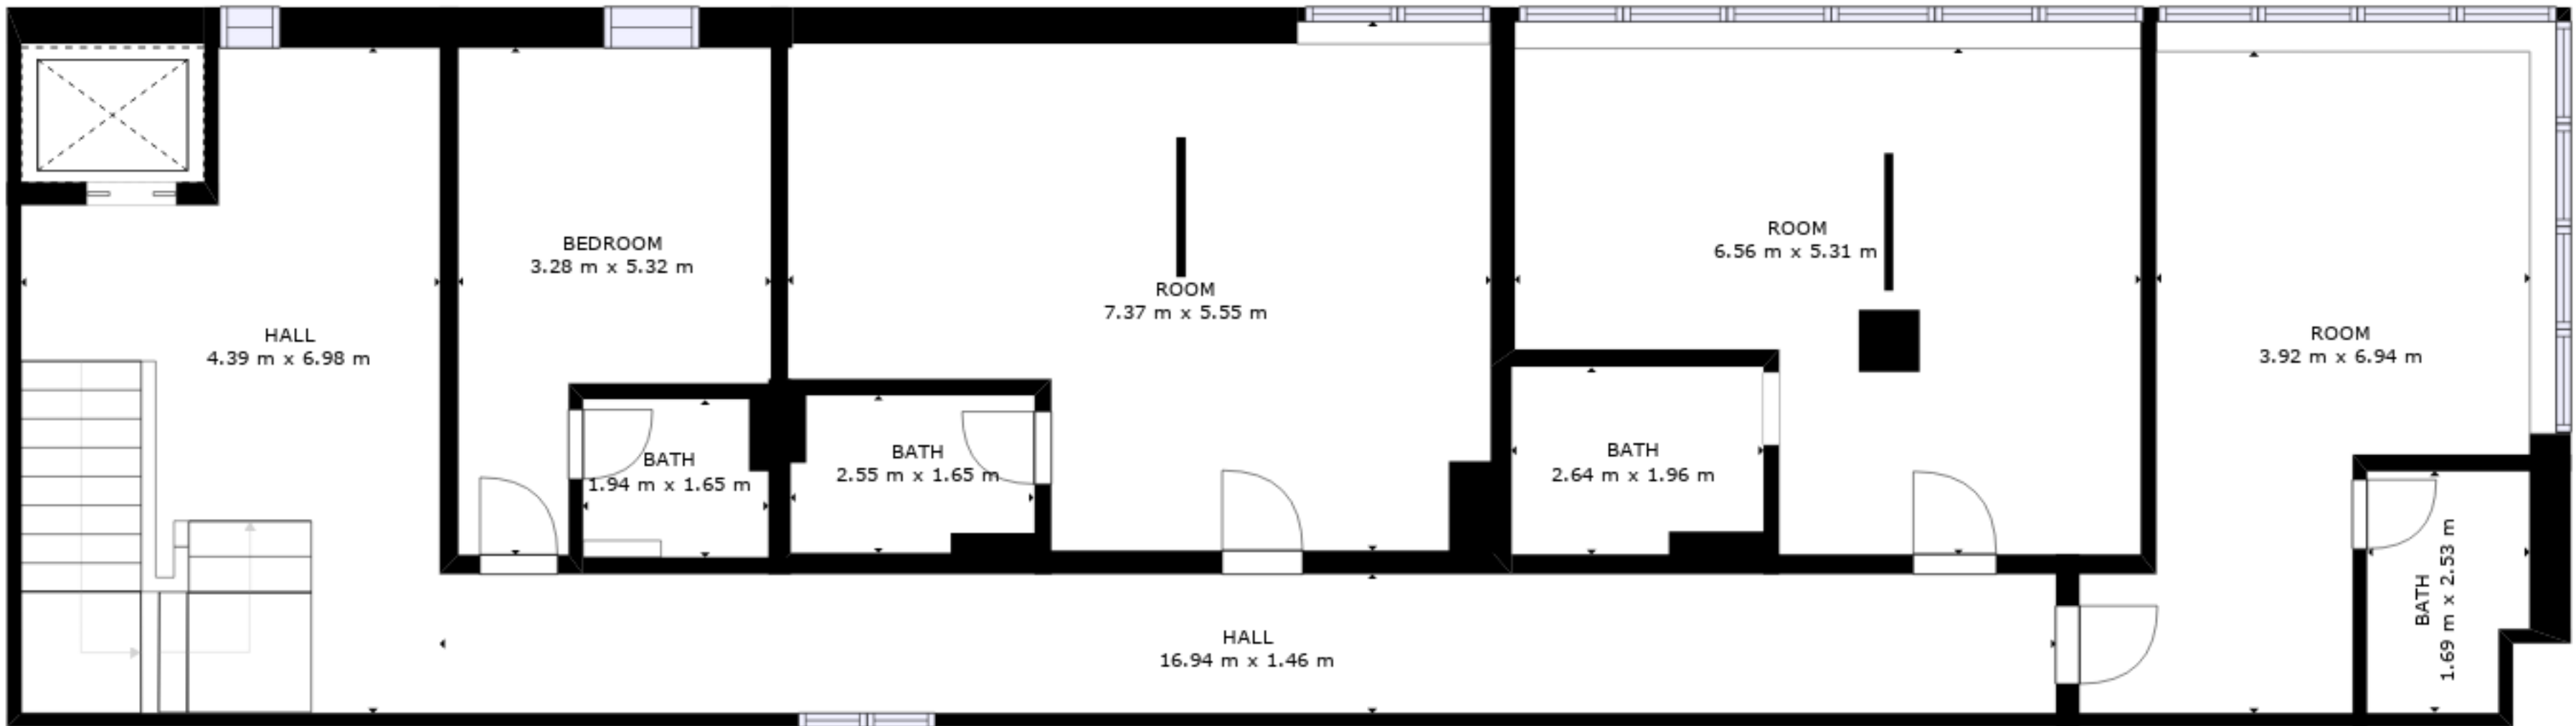 HALL
4.39 m x 6.98 m
BEDROOM
3.28 m x 5.32 m
BATH
1.94 m x 1.65 m
ROOM
7.37 m x 5.55 m
BATH
2.55 m x 1.65 m
ROOM
6.56 m x 5.31 m
BATH
2.64 m x 1.96 m
ROOM
3.92 m x 6.94 m
BATH
1.69 m x 2.53 m
HALL
16.94 m x 1.46 m